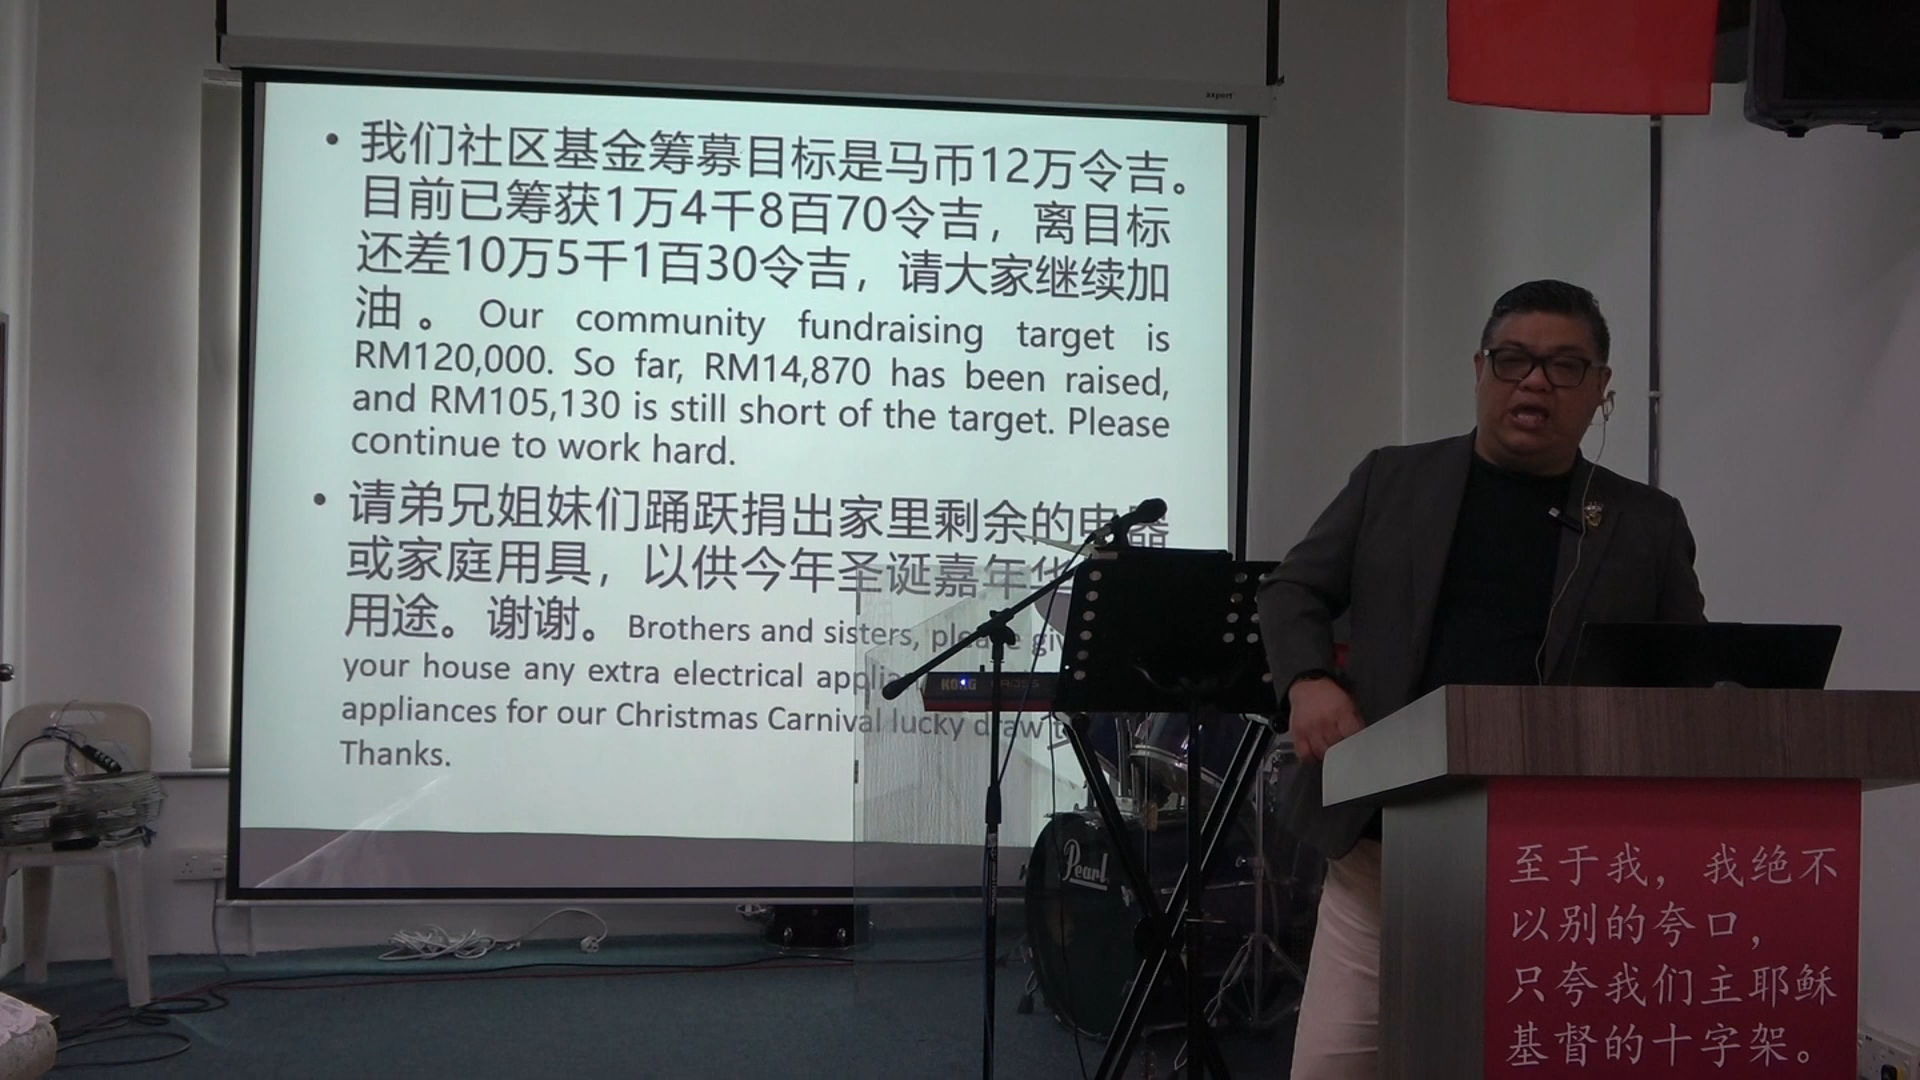 axpert
• 我们社区基金筹募目标是马币12万令吉。
目前已筹获1万4千8百70令吉，离目标
还差10万5千1百30令吉，请大家继续加
油。Our community fundraising target is
RM120,000. So far, RM14,870 has been raised,
and RM105,130 is still short of the target. Please
continue to work hard.
• 请弟兄姐妹们踊跃捐出家里剩余的电器
或家庭用具，以供今年圣诞嘉年华
用途。谢谢。Brothers and sisters, please
your house any extra electrical
appliances for our Christmas Carnival lucky draw
Thanks.
KORG KROSS
Pearl
至于我，我绝不
以别的夸口，
只夸我们主耶稣
基督的十字架。